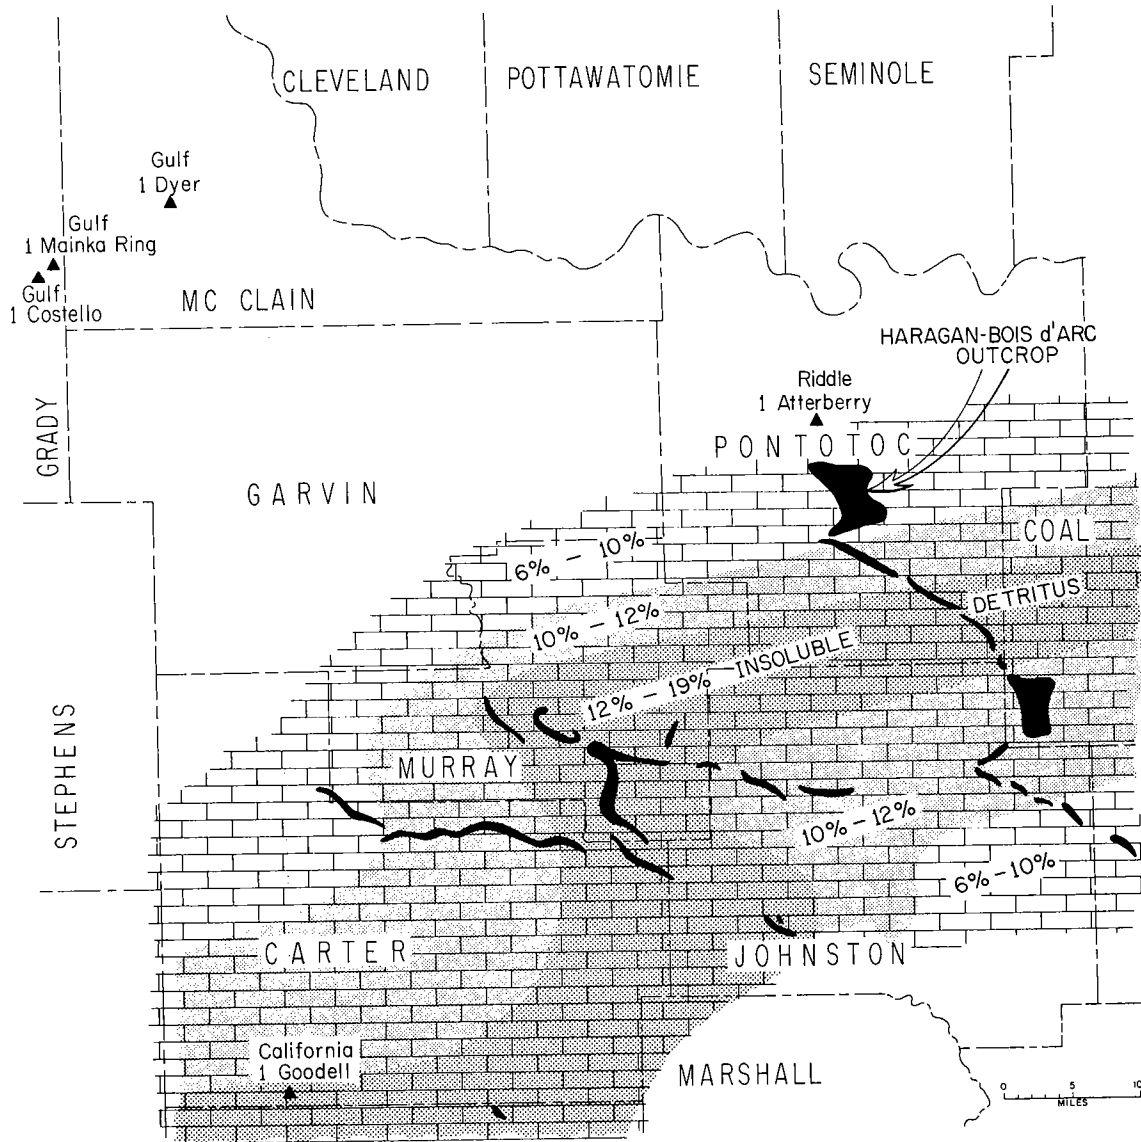 CLEVELAND
POTTAWATOMIE
SEMINOLE
Gulf
1 Dyer
Gulf
1 Mainka Ring
Gulf
1 Costello
MC CLAIN
HARAGAN-BOIS d'ARC
OUTCROP
Riddle
1 Atterberry
GRADY
PONTOTOC
GARVIN
COAL
6% - 10%
10% - 12%
DETRITUS
12% - 19% - INSOLUBLE
STEPHENS
MURRAY
10% - 12%
6% - 10%
CARTER
JOHNSTON
California
1 Goodell
MARSHALL
0 5 10
MILES